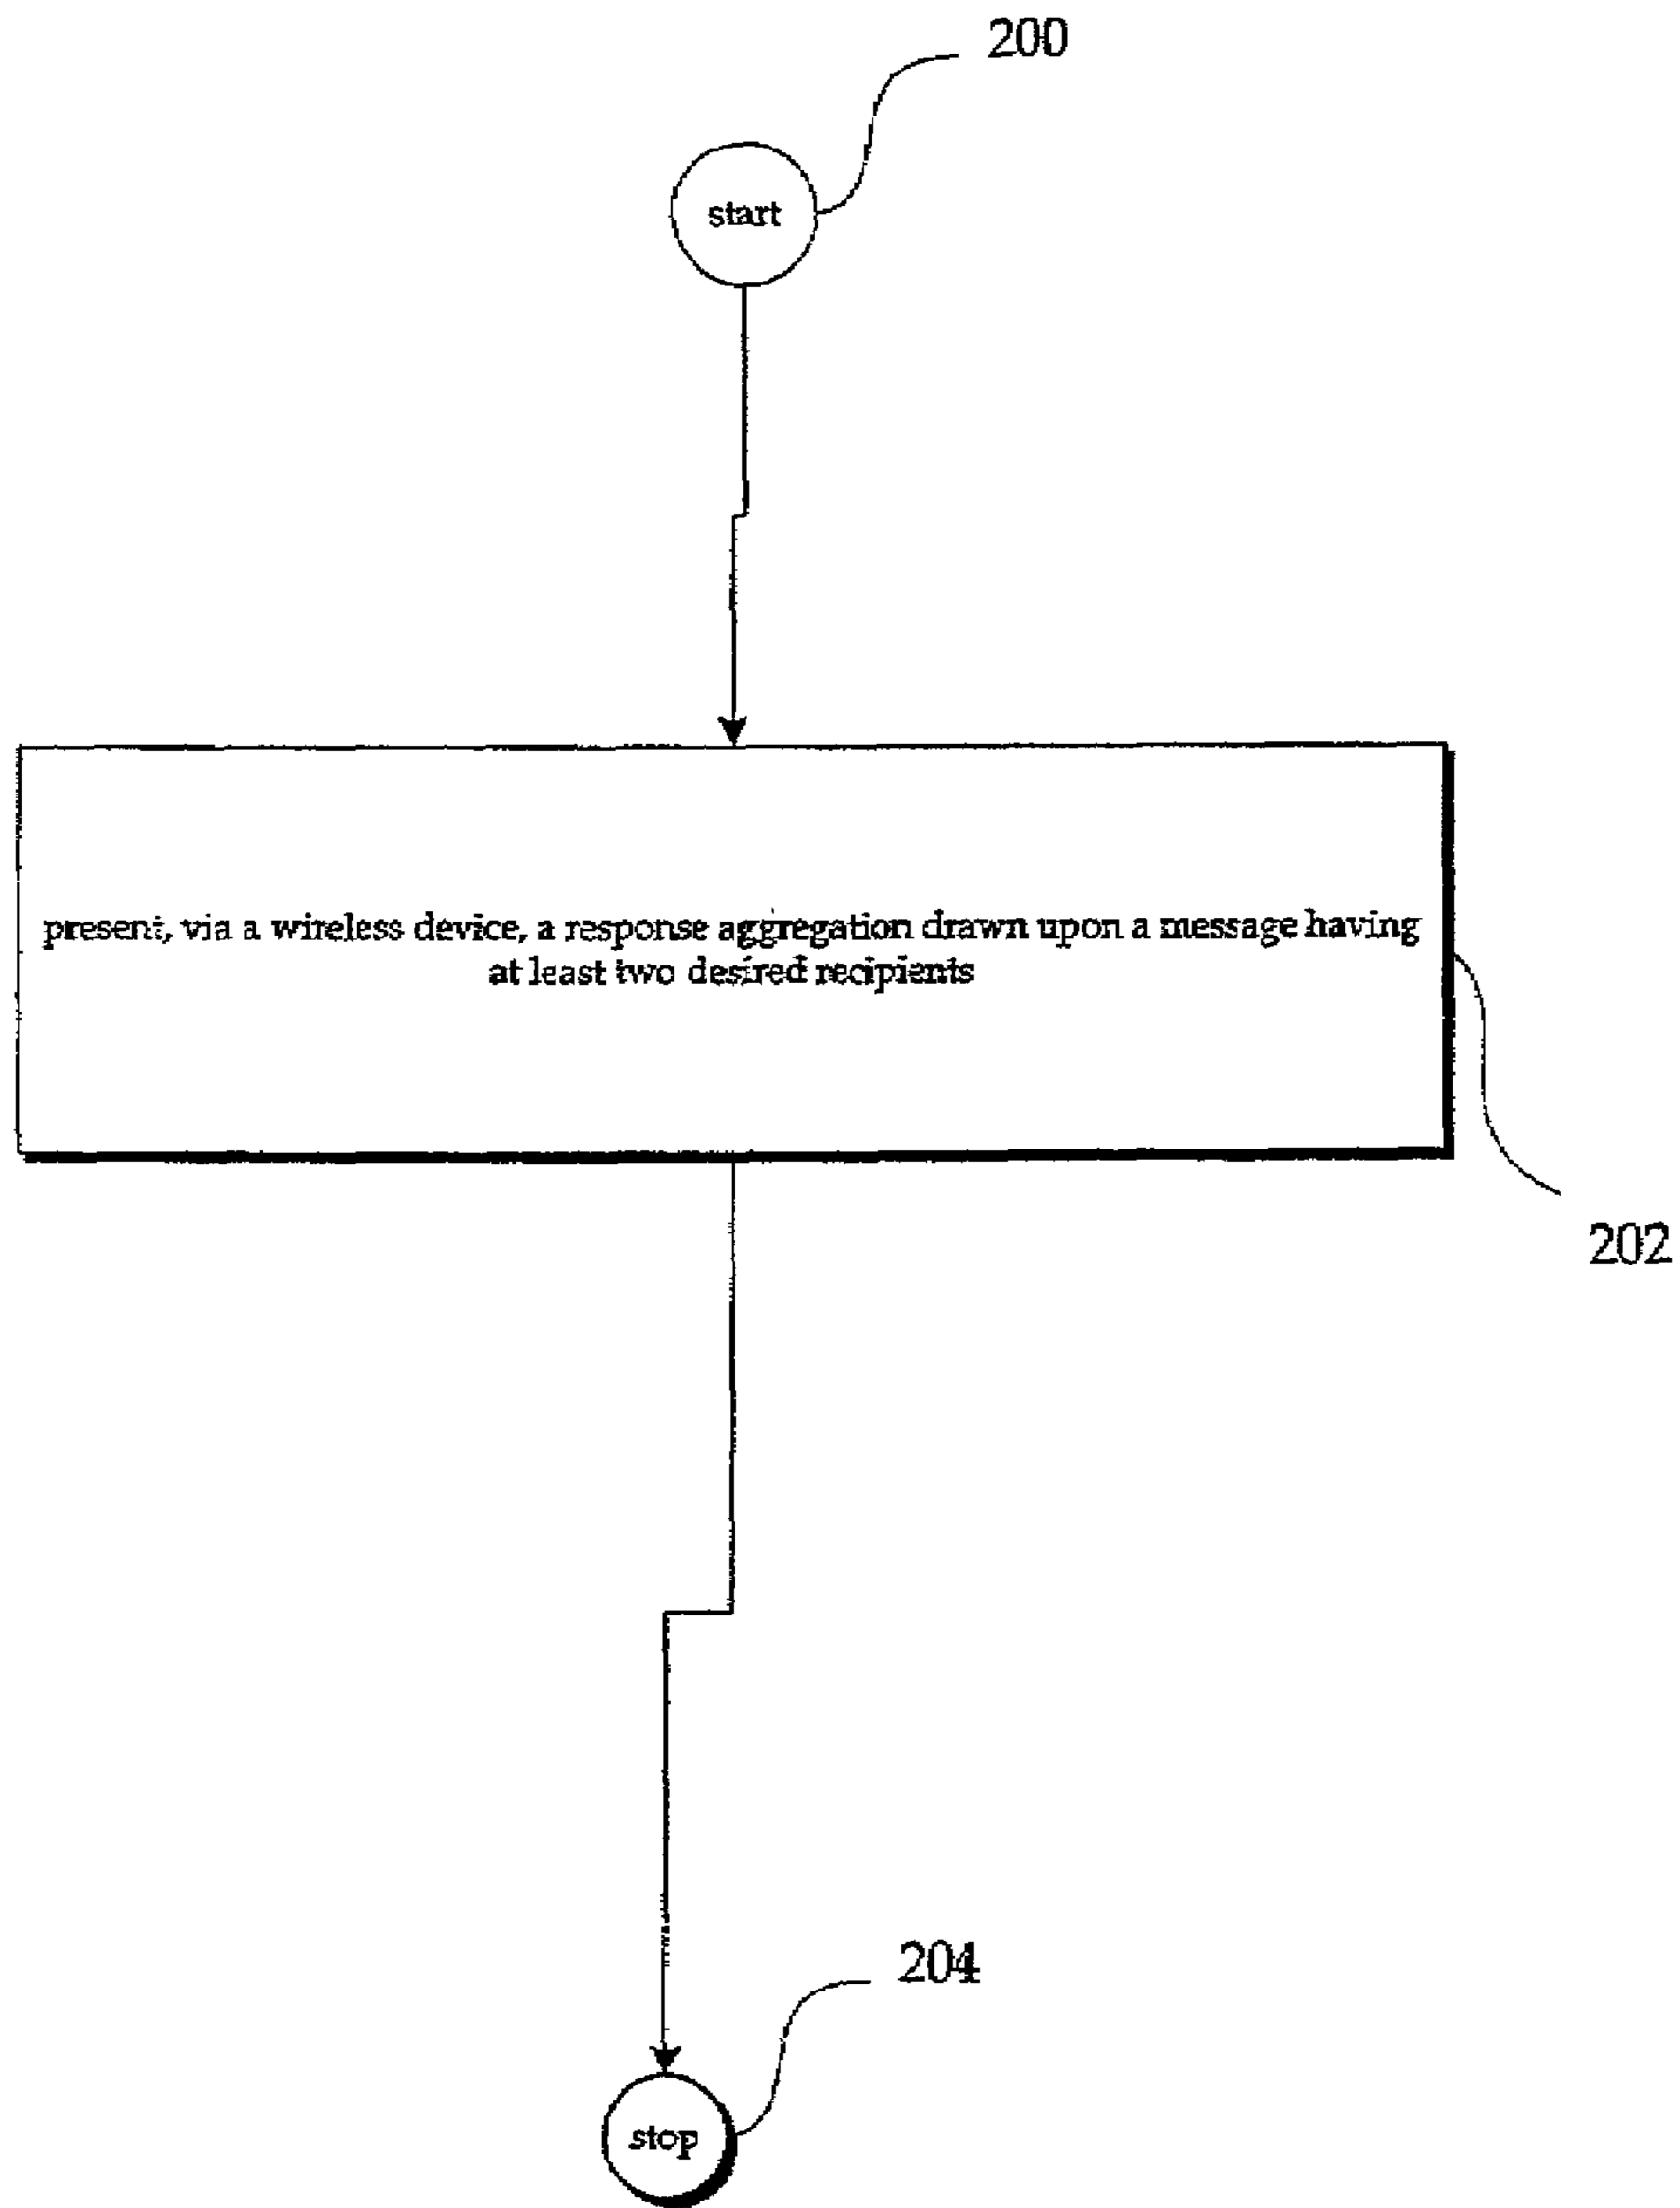 200
start
present, via a wireless device, a response aggregation drawn upon a message having
at least two desired recipients
202
204
stop